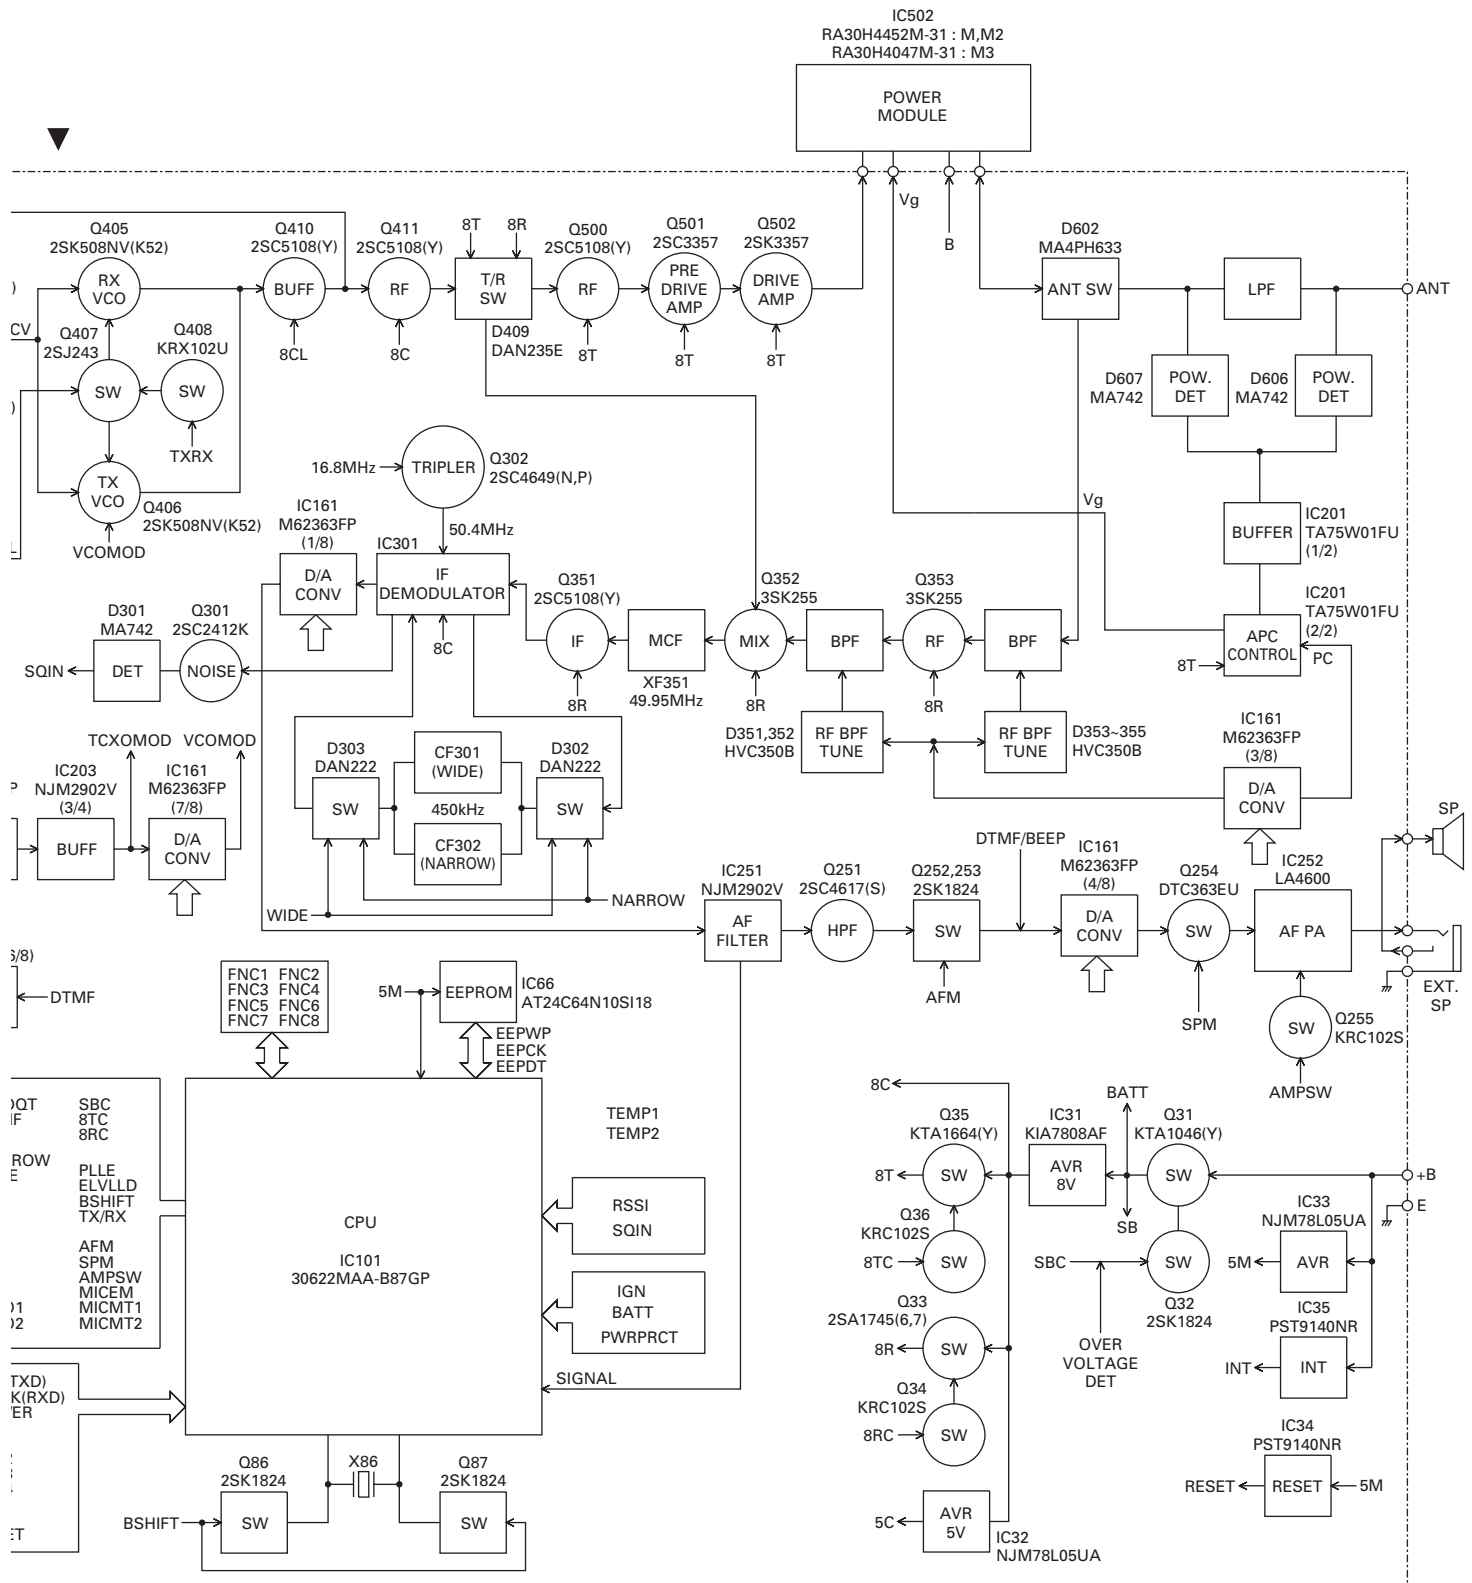 IC502
RA30H4452M-31 : M,M2
RA30H4047M-31 : M3
POWER
MODULE
Vg
B
Q405
2SK508NV(K52)
RX
VCO
Q410
2SC5108(Y)
BUFF
8CL
Q411
2SC5108(Y)
RF
8C
8T
8R
T/R
SW
D409
DAN235E
Q500
2SC5108(Y)
RF
8T
Q501
2SC3357
PRE
DRIVE
AMP
8T
Q502
2SK3357
DRIVE
AMP
8T
D602
MA4PH633
ANT SW
LPF
ANT
CV
Q407
2SJ243
SW
Q408
KRX102U
SW
TXRX
TX
VCO
Q406
2SK508NV(K52)
VCOMOD
D607
MA742
POW.
DET
D606
MA742
POW.
DET
16.8MHz
TRIPLER
Q302
2SC4649(N,P)
50.4MHz
Vg
BUFFER
IC201
TA75W01FU
(1/2)
IC161
M62363FP
(1/8)
D/A
CONV
IC301
IF
DEMODULATOR
8C
Q351
2SC5108(Y)
IF
8R
MCF
XF351
49.95MHz
Q352
3SK255
MIX
8R
BPF
Q353
3SK255
RF
8R
BPF
IC201
TA75W01FU
(2/2)
APC
CONTROL
8T
PC
D301
MA742
DET
SQIN
Q301
2SC2412K
NOISE
D351,352
HVC350B
RF BPF
TUNE
RF BPF
TUNE
D353~355
HVC350B
IC161
M62363FP
(3/8)
D/A
CONV
TCXOMOD
VCOMOD
IC203
NJM2902V
(3/4)
BUFF
IC161
M62363FP
(7/8)
D/A
CONV
D303
DAN222
SW
CF301
(WIDE)
450kHz
CF302
(NARROW)
D302
DAN222
SW
WIDE
NARROW
SP
DTMF/BEEP
IC251
NJM2902V
AF
FILTER
Q251
2SC4617(S)
HPF
Q252,253
2SK1824
SW
AFM
IC161
M62363FP
(4/8)
D/A
CONV
Q254
DTC363EU
SW
SPM
IC252
LA4600
AF PA
EXT.
SP
SW
Q255
KRC102S
AMPSW
DTMF
FNC1 FNC2
FNC3 FNC4
FNC5 FNC6
FNC7 FNC8
5M
EEPROM
IC66
AT24C64N10SI18
EEPWP
EEPCK
EEPDT
SBC
8TC
8RC
PLLE
ELVLLD
BSHIFT
TX/RX
AFM
SPM
AMPSW
MICEM
MICMT1
MICMT2
CPU
IC101
30622MAA-B87GP
TEMP1
TEMP2
RSSI
SQIN
IGN
BATT
PWRPRCT
SIGNAL
8C
Q35
KTA1664(Y)
SW
8T
Q36
KRC102S
SW
8TC
Q33
2SA1745(6,7)
SW
8R
Q34
KRC102S
SW
8RC
AVR
5V
5C
IC32
NJM78L05UA
IC31
KIA7808AF
AVR
8V
BATT
SB
Q31
KTA1046(Y)
SW
SBC
SW
Q32
2SK1824
OVER
VOLTAGE
DET
+B
E
IC33
NJM78L05UA
AVR
5M
IC35
PST9140NR
INT
INT
IC34
PST9140NR
RESET
RESET
5M
Q86
2SK1824
SW
X86
Q87
2SK1824
SW
BSHIFT